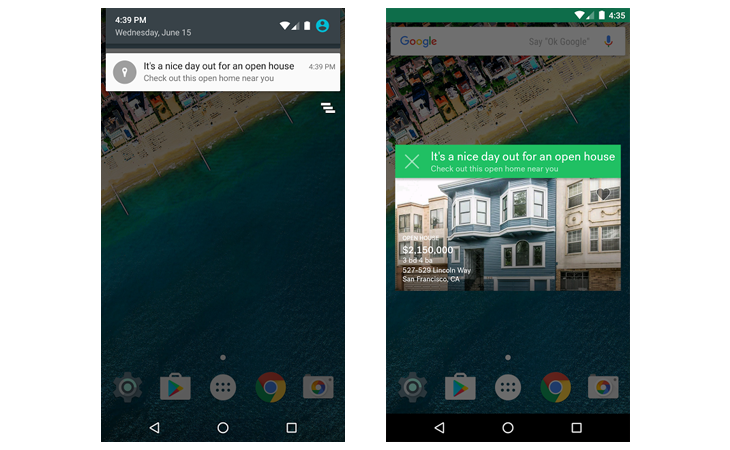 4:39 PM
Wednesday, June 15
It's a nice day out for an open house
4:39 PM
Check out this open home near you
4:35
Google
Say "Ok Google"
It's a nice day out for an open house
Check out this open home near you
OPEN HOUSE
$2,150,000
3 bd 4 ba
527-529 Lincoln Way
San Francisco, CA